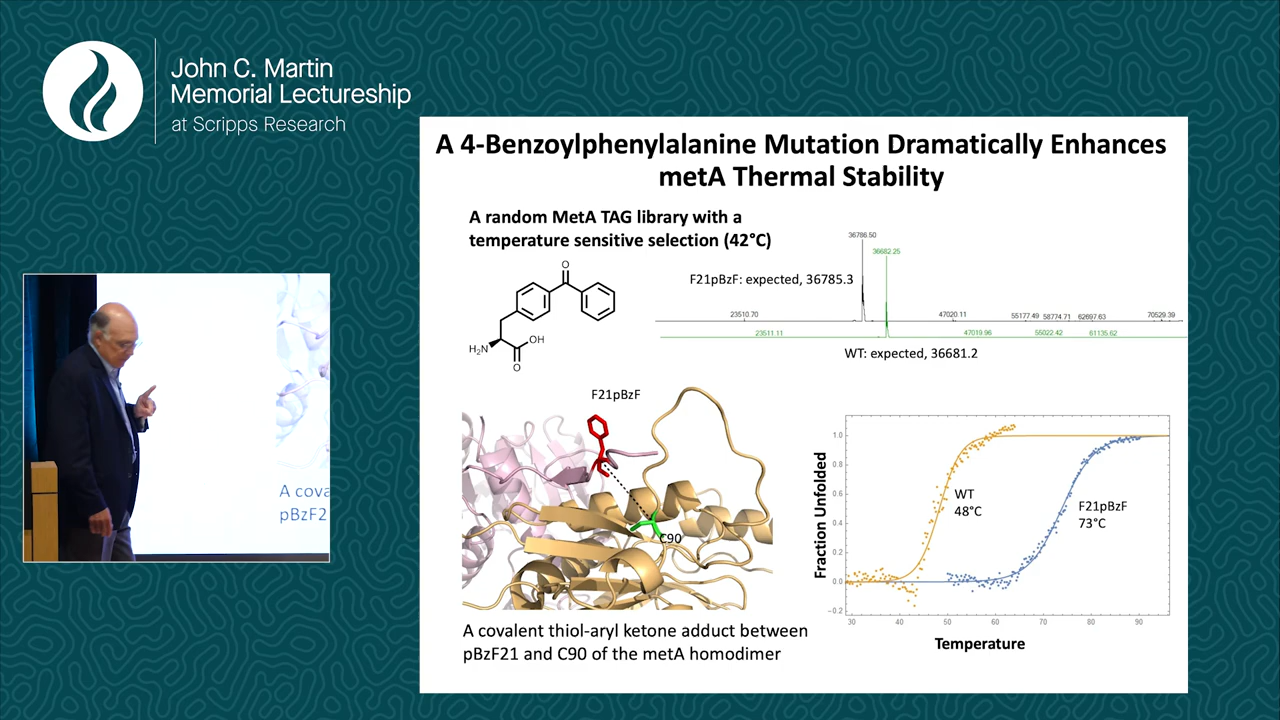 John C. Martin
Memorial Lectureship
at Scripps Research
A 4-Benzoylphenylalanine Mutation Dramatically Enhances
metA Thermal Stability
A random MetA TAG library with a
temperature sensitive selection (42°C)
O
OH
H₂N
O
36786.50
36682.25
F21pBzF: expected, 36785.3
23510.70
47020.11
55177.49
58774.71
62697.63
70529.39
23511.11
47019.96
55022.42
61135.62
WT: expected, 36681.2
F21pBzF
C90
A covalent thiol-aryl ketone adduct between
pBzF21 and C90 of the metA homodimer
Fraction Unfolded
1.0
0.8
0.6
0.4
0.2
0.0
-0.2
WT
48°C
F21pBzF
73°C
30 40 50 60 70 80 90
Temperature
A cova
pBzF2